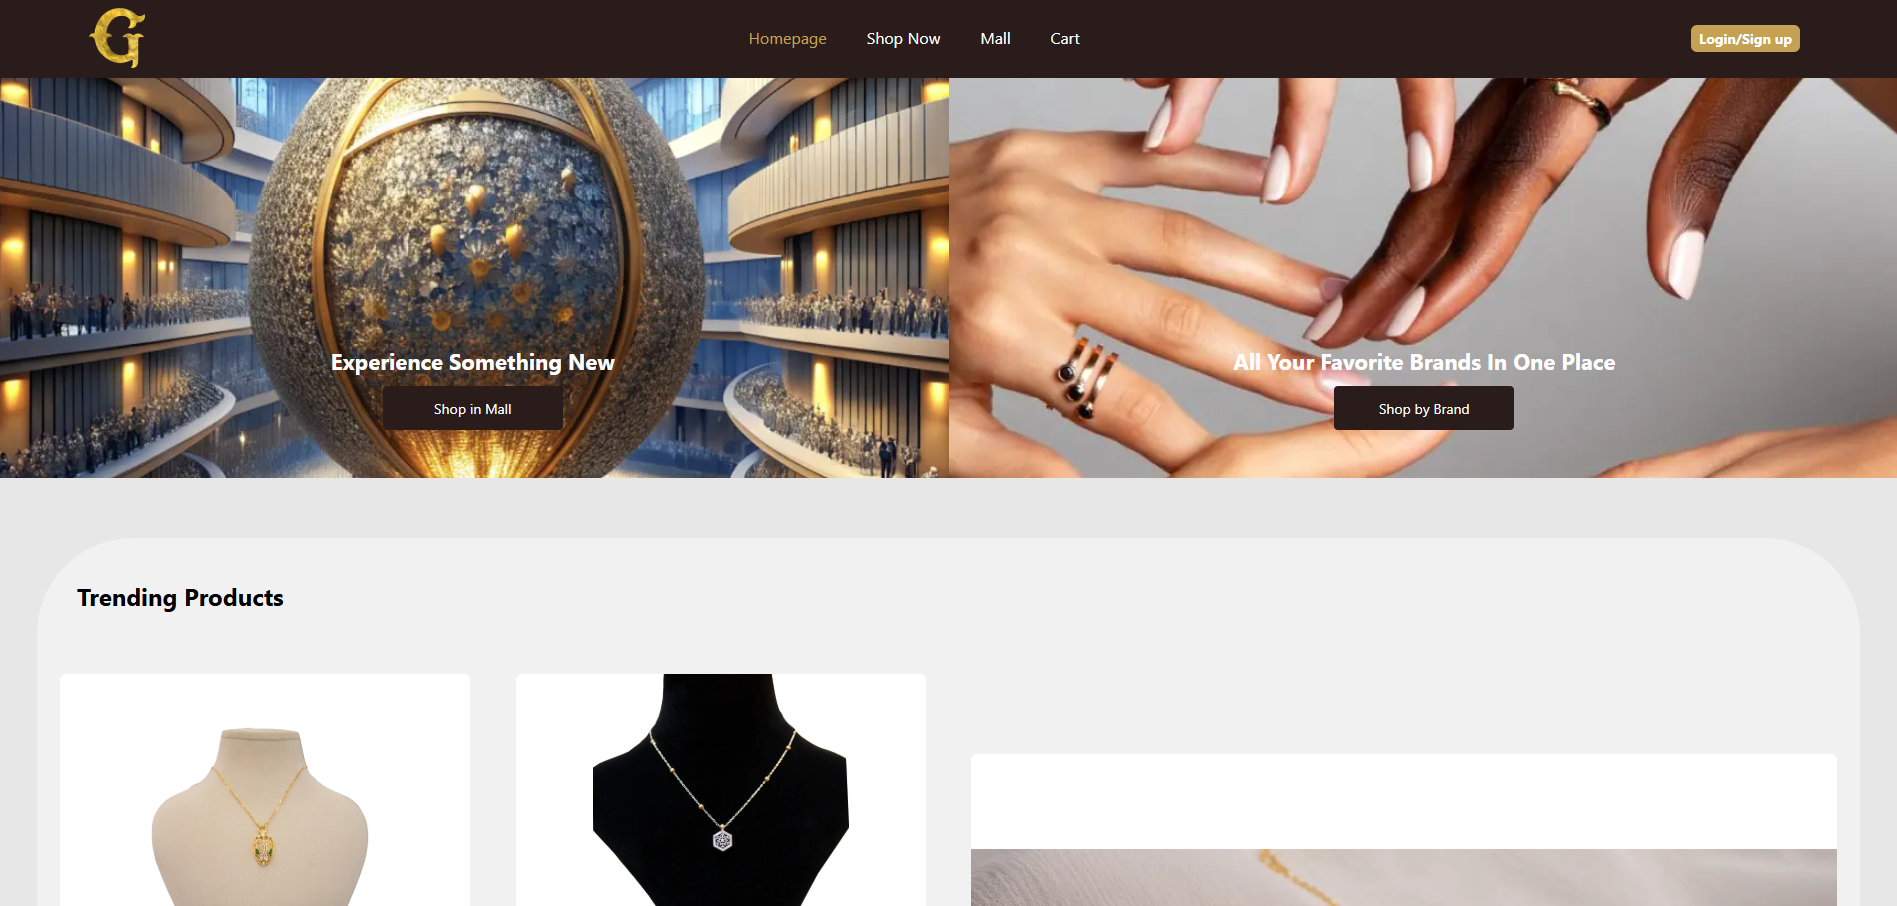 G
Homepage
Shop Now
Mall
Cart
Login/Sign up
Experience Something New
Shop in Mall
All Your Favorite Brands In One Place
Shop by Brand
Trending Products